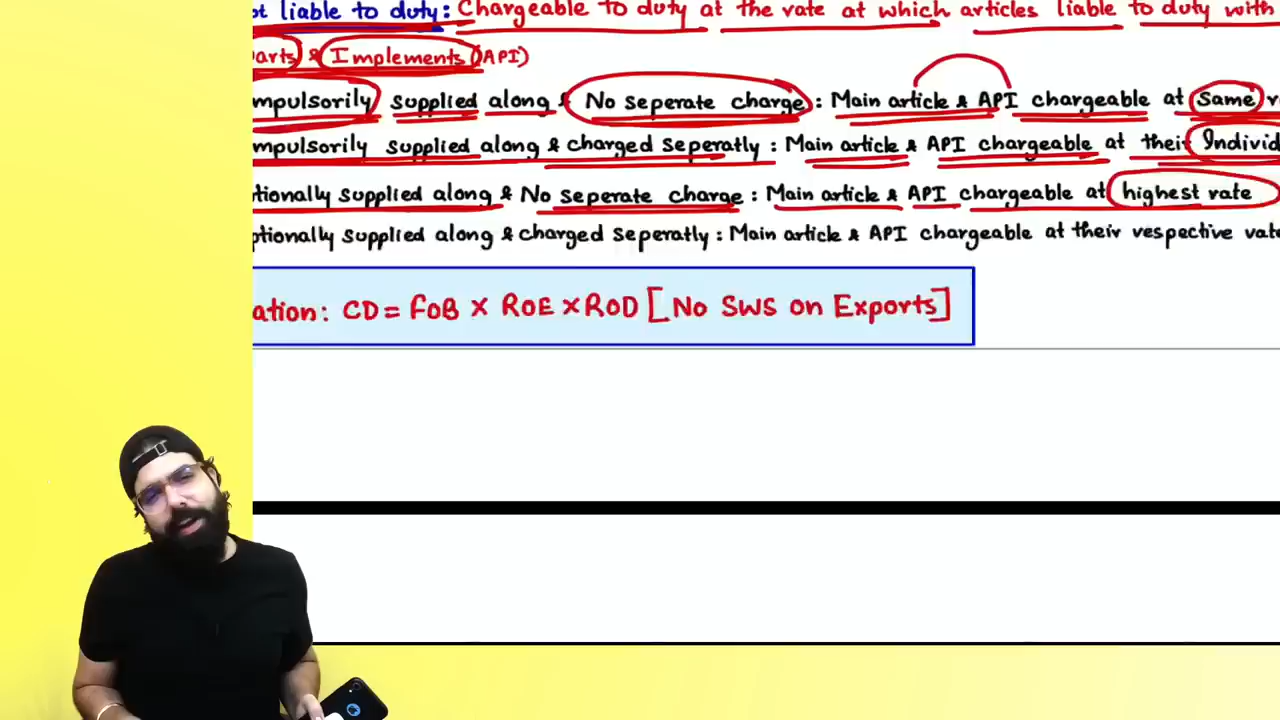 ot liable to duty: Chargeable to duty at the rate at which articles liable to duty with
arts & Implements (API)
mpulsorily supplied along & No seperate charge : Main article & API chargeable at same r
mpulsorily supplied along & charged Seperatly : Main article & API chargeable at their Individ
tionally supplied along & No seperate charge : Main article & API chargeable at highest rate
ptionally supplied along & charged Seperatly : Main article & API chargeable at their respective rate
ation: CD = FOB X ROE X ROD [No SWS on Exports]